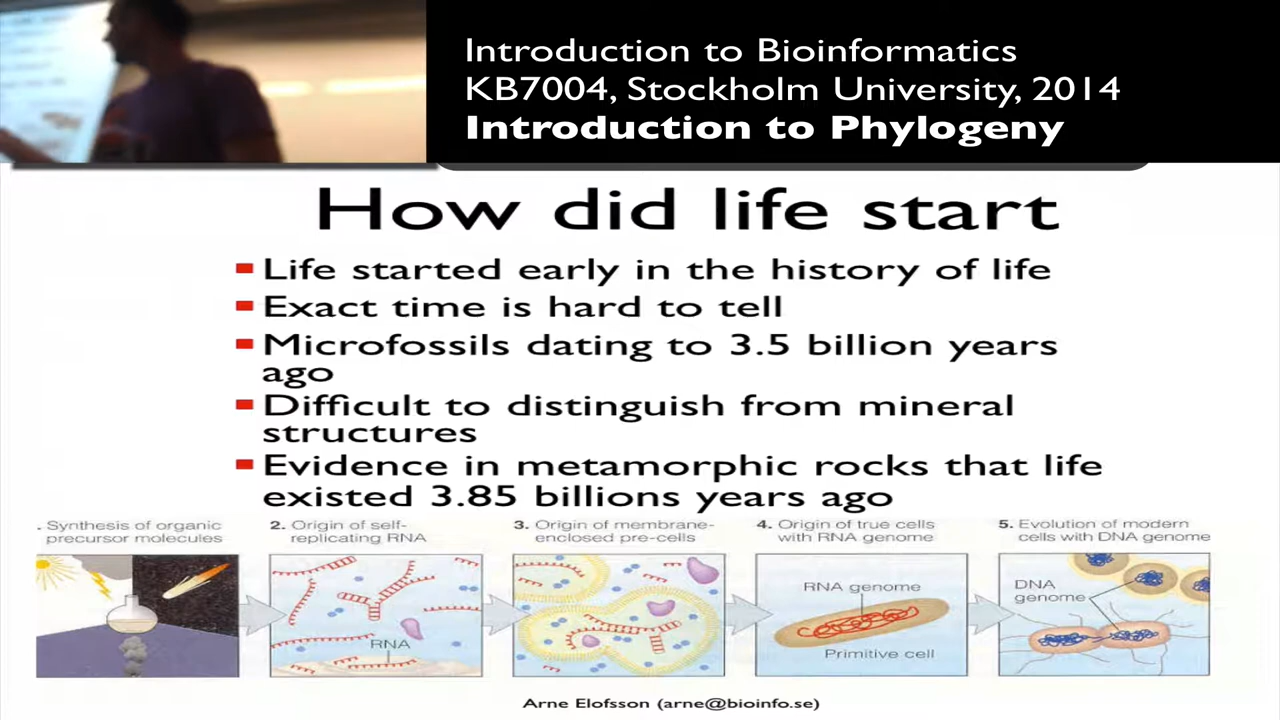 Introduction to Bioinformatics
KB7004, Stockholm University, 2014
Introduction to Phylogeny
How did life start
Life started early in the history of life
Exact time is hard to tell
Microfossils dating to 3.5 billion years
ago
Difficult to distinguish from mineral
structures
Evidence in metamorphic rocks that life
existed 3.85 billions years ago
. Synthesis of organic
precursor molecules
2. Origin of self-
replicating RNA
3. Origin of membrane-
enclosed pre-cells
4. Origin of true cells
with RNA genome
5. Evolution of modern
cells with DNA genome
RNA
RNA genome
Primitive cell
DNA
genome
Arne Elofsson (arne@bioinfo.se)